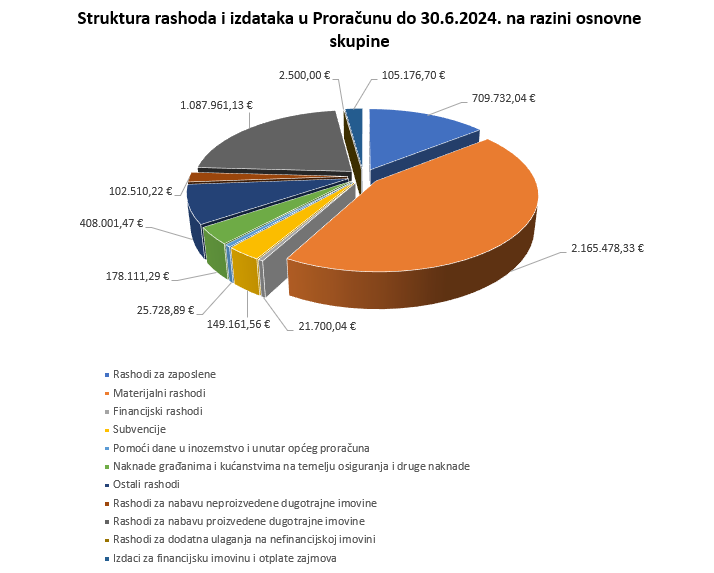 Struktura rashoda i izdataka u Proračunu do 30.6.2024. na razini osnovne
skupine
2.500,00 €
105.176,70 €
709.732,04 €
1.087.961,13 €
102.510,22 €
408.001,47 €
2.165.478,33 €
178.111,29 €
25.728,89 €
149.161,56 €
21.700,04 €
Rashodi za zaposlene
Materijalni rashodi
Financijski rashodi
Subvencije
Pomoći dane u inozemstvo i unutar općeg proračuna
Naknade građanima i kućanstvima na temelju osiguranja i druge naknade
Ostali rashodi
Rashodi za nabavu neproizvedene dugotrajne imovine
Rashodi za nabavu proizvedene dugotrajne imovine
Rashodi za dodatna ulaganja na nefinancijskoj imovini
Izdaci za financijsku imovinu i otplate zajmova